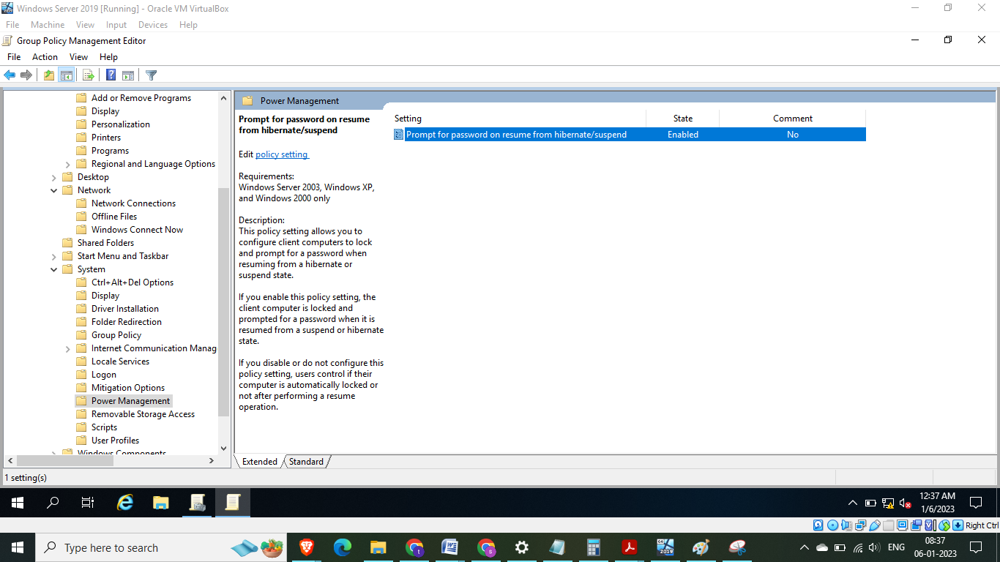 Windows Server 2019 [Running] - Oracle VM VirtualBox
File Machine View Input Devices Help
Group Policy Management Editor
File Action View Help
Add or Remove Programs
Display
Personalization
Printers
Programs
Regional and Language Options
Desktop
Network
Network Connections
Offline Files
Windows Connect Now
Shared Folders
Start Menu and Taskbar
System
Ctrl+Alt+Del Options
Display
Driver Installation
Folder Redirection
Group Policy
Internet Communication Manag
Locale Services
Logon
Mitigation Options
Power Management
Removable Storage Access
Scripts
User Profiles
Windows Components
Power Management
Prompt for password on resume
from hibernate/suspend
Edit policy setting
Requirements:
Windows Server 2003, Windows XP,
and Windows 2000 only
Description:
This policy setting allows you to
configure client computers to lock
and prompt for a password when
resuming from a hibernate or
suspend state.
If you enable this policy setting, the
client computer is locked and
prompted for a password when it is
resumed from a suspend or hibernate
state.
If you disable or do not configure this
policy setting, users control if their
computer is automatically locked or
not after performing a resume
operation.
Setting State Comment
Prompt for password on resume from hibernate/suspend Enabled No
Extended Standard
1 setting(s)
12:37 AM
1/6/2023
Right Ctrl
Type here to search
ENG
08:37
06-01-2023